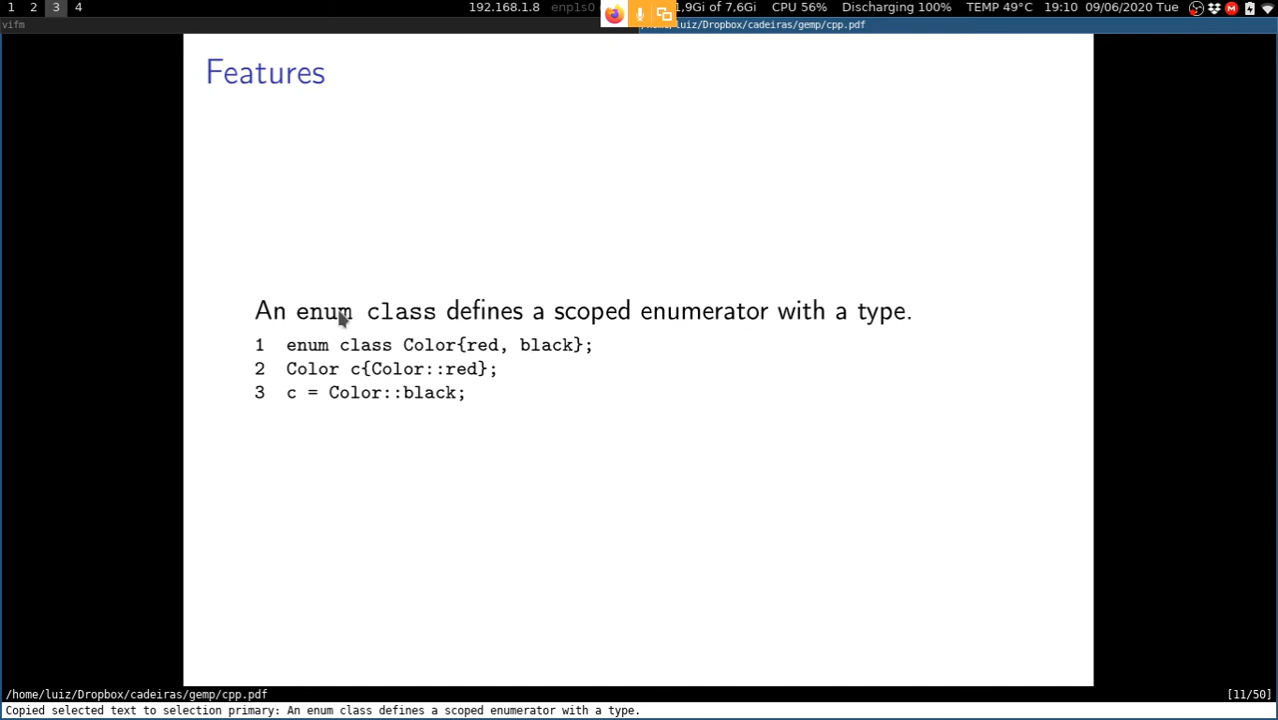 1 2 3 4 192.168.1.8 enp1s0 1,9Gi of 7,6Gi CPU 56% Discharging 100% TEMP 49°C 19:10 09/06/2020 Tue
vifm /home/luiz/Dropbox/cadeiras/gemp/cpp.pdf
Features
An enum class defines a scoped enumerator with a type.
1 enum class Color{red, black};
2 Color c{Color::red};
3 c = Color::black;
/home/luiz/Dropbox/cadeiras/gemp/cpp.pdf [11/50]
Copied selected text to selection primary: An enum class defines a scoped enumerator with a type.